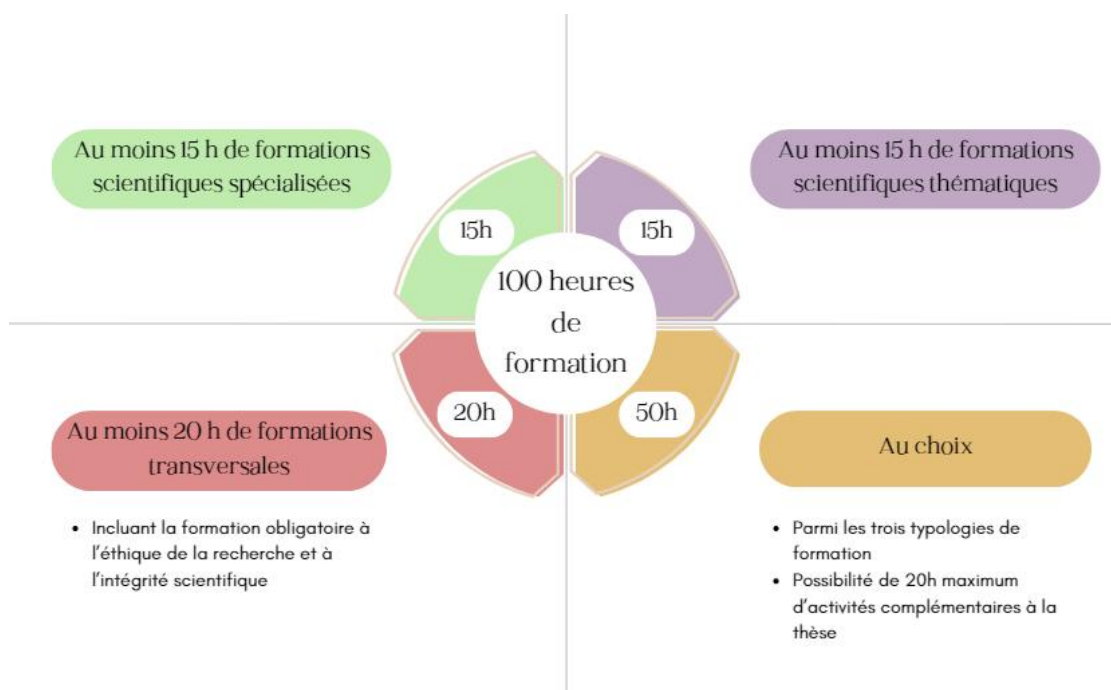 Au moins 15 h de formations
scientifiques spécialisées
Au moins 15 h de formations
scientifiques thématiques
15h
15h
100 heures
de
formation
20h
50h
Au moins 20 h de formations
transversales
Au choix
• Incluant la formation obligatoire à
l'éthique de la recherche et à
l'intégrité scientifique
• Parmi les trois typologies de
formation
• Possibilité de 20h maximum
d'activités complémentaires à la
thèse